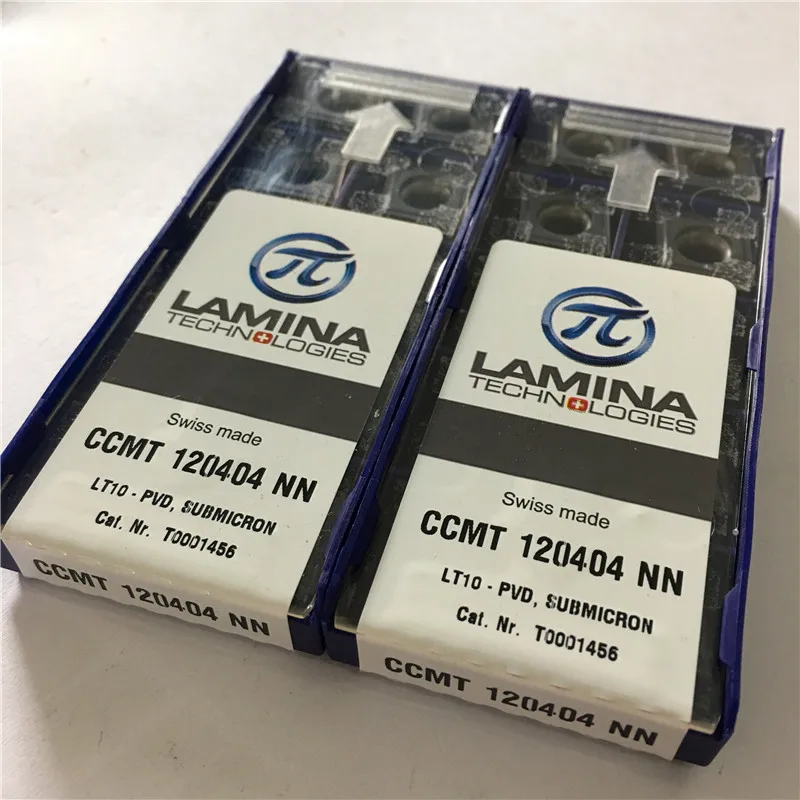 π
LAMINA
TECHNOLOGIES
Swiss made
CCMT 120404 NN
LT10 - PVD, SUBMICRON
Cat. Nr. T0001456
CCMT 120404 NN
π
LAMINA
TECHNOLOGIES
Swiss made
CCMT 120404 NN
LT10 - PVD, SUBMICRON
Cat. Nr. T0001456
CCMT 120404 NN